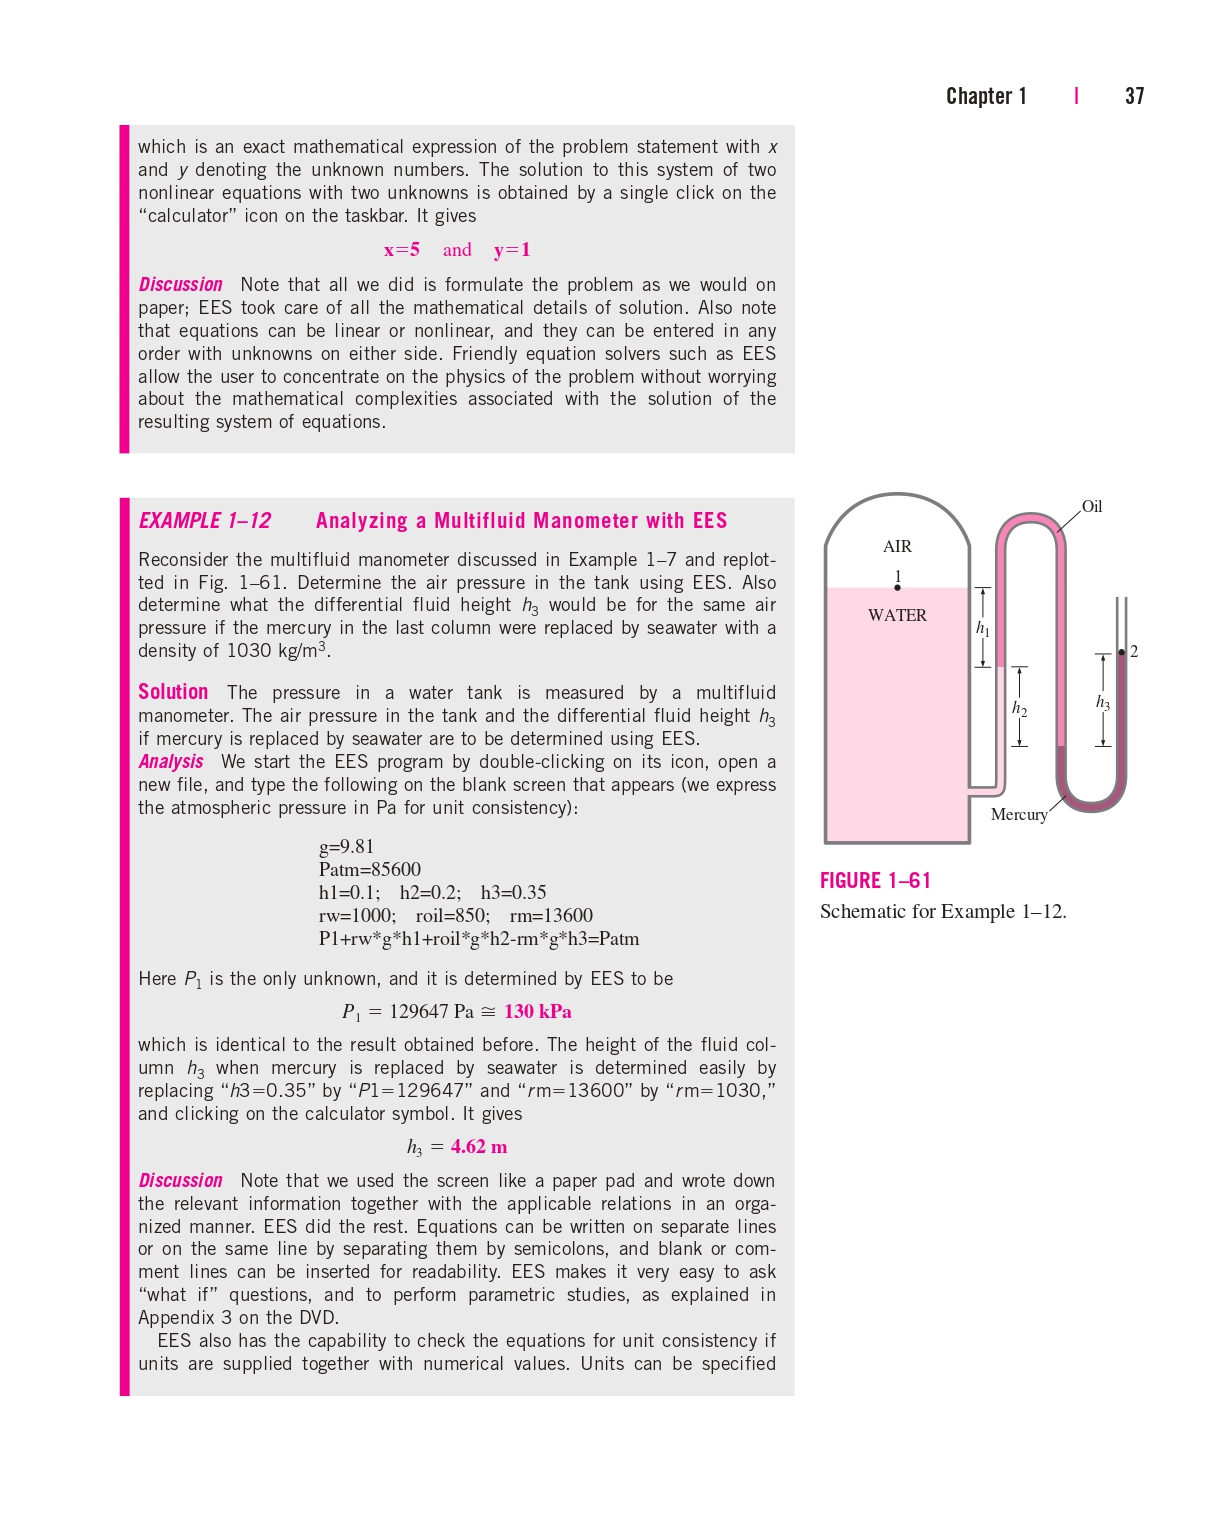 Chapter 1 | 37
which is an exact mathematical expression of the problem statement with x
and y denoting the unknown numbers. The solution to this system of two
nonlinear equations with two unknowns is obtained by a single click on the
“calculator” icon on the taskbar. It gives
x=5 and y=1
Discussion Note that all we did is formulate the problem as we would on
paper; EES took care of all the mathematical details of solution. Also note
that equations can be linear or nonlinear, and they can be entered in any
order with unknowns on either side. Friendly equation solvers such as EES
allow the user to concentrate on the physics of the problem without worrying
about the mathematical complexities associated with the solution of the
resulting system of equations.
EXAMPLE 1–12 Analyzing a Multifluid Manometer with EES
Reconsider the multifluid manometer discussed in Example 1–7 and replot-
ted in Fig. 1–61. Determine the air pressure in the tank using EES. Also
determine what the differential fluid height h₃ would be for the same air
pressure if the mercury in the last column were replaced by seawater with a
density of 1030 kg/m³.
Solution The pressure in a water tank is measured by a multifluid
manometer. The air pressure in the tank and the differential fluid height h₃
if mercury is replaced by seawater are to be determined using EES.
Analysis We start the EES program by double-clicking on its icon, open a
new file, and type the following on the blank screen that appears (we express
the atmospheric pressure in Pa for unit consistency):
g=9.81
Patm=85600
h1=0.1; h2=0.2; h3=0.35
rw=1000; roil=850; rm=13600
P1+rw*g*h1+roil*g*h2-rm*g*h3=Patm
Here P₁ is the only unknown, and it is determined by EES to be
P₁ = 129647 Pa ≅ 130 kPa
which is identical to the result obtained before. The height of the fluid col-
umn h₃ when mercury is replaced by seawater is determined easily by
replacing “h3=0.35” by “P1=129647” and “rm=13600” by “rm=1030,”
and clicking on the calculator symbol. It gives
h₃ = 4.62 m
Discussion Note that we used the screen like a paper pad and wrote down
the relevant information together with the applicable relations in an orga-
nized manner. EES did the rest. Equations can be written on separate lines
or on the same line by separating them by semicolons, and blank or com-
ment lines can be inserted for readability. EES makes it very easy to ask
“what if” questions, and to perform parametric studies, as explained in
Appendix 3 on the DVD.
EES also has the capability to check the equations for unit consistency if
units are supplied together with numerical values. Units can be specified
Oil
AIR
1
WATER
h₁
2
h₂
h₃
Mercury
FIGURE 1–61
Schematic for Example 1–12.